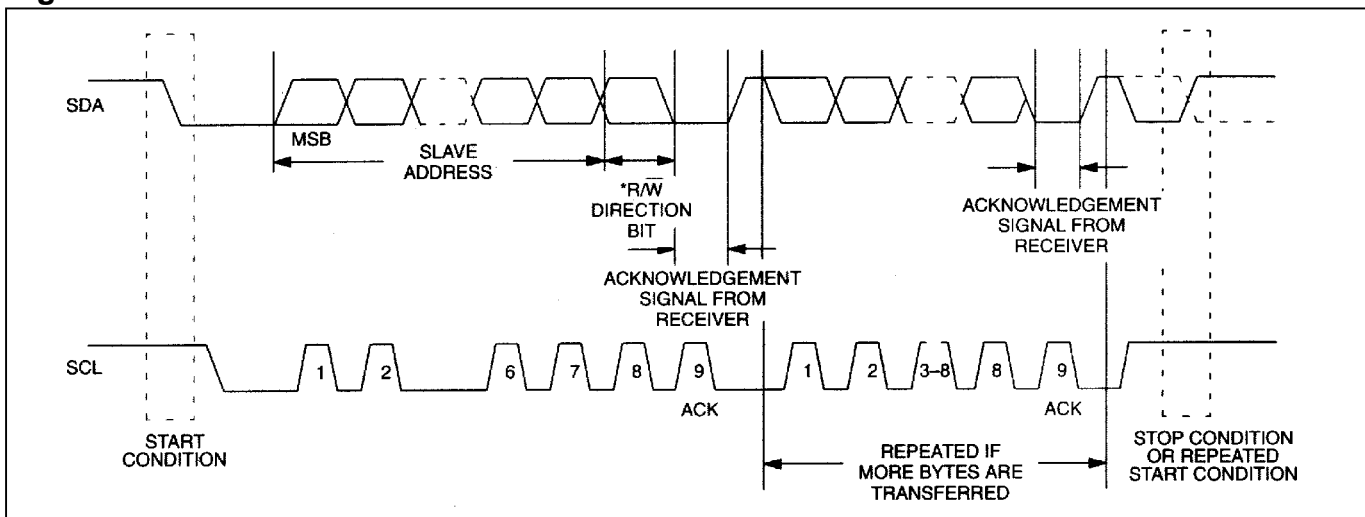 SDA
MSB
SLAVE
ADDRESS
*R/W̅
DIRECTION
BIT
ACKNOWLEDGEMENT
SIGNAL FROM
RECEIVER
ACKNOWLEDGEMENT
SIGNAL FROM
RECEIVER
SCL
1 2 6 7 8 9 1 2 3–8 8 9
ACK ACK
START
CONDITION
REPEATED IF
MORE BYTES ARE
TRANSFERRED
STOP CONDITION
OR REPEATED
START CONDITION